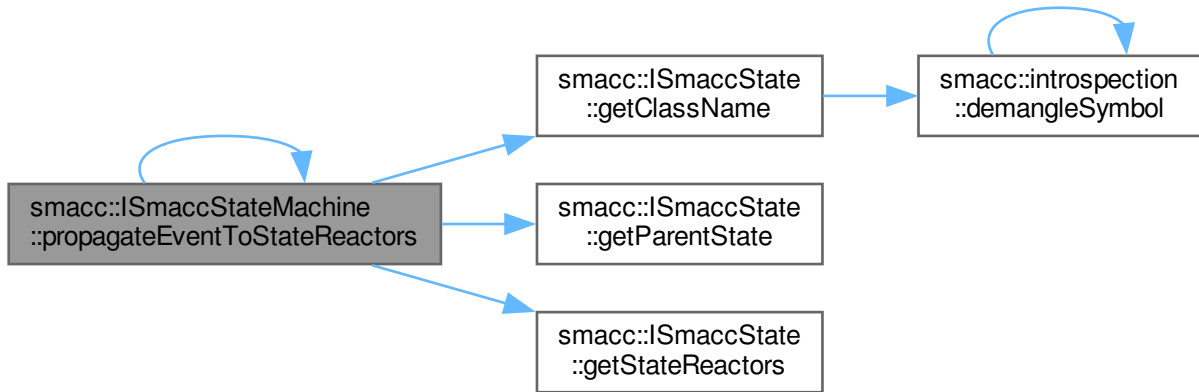 smacc::ISmaccStateMachine
::propagateEventToStateReactors
smacc::ISmaccState
::getClassName
smacc::introspection
::demangleSymbol
smacc::ISmaccState
::getParentState
smacc::ISmaccState
::getStateReactors